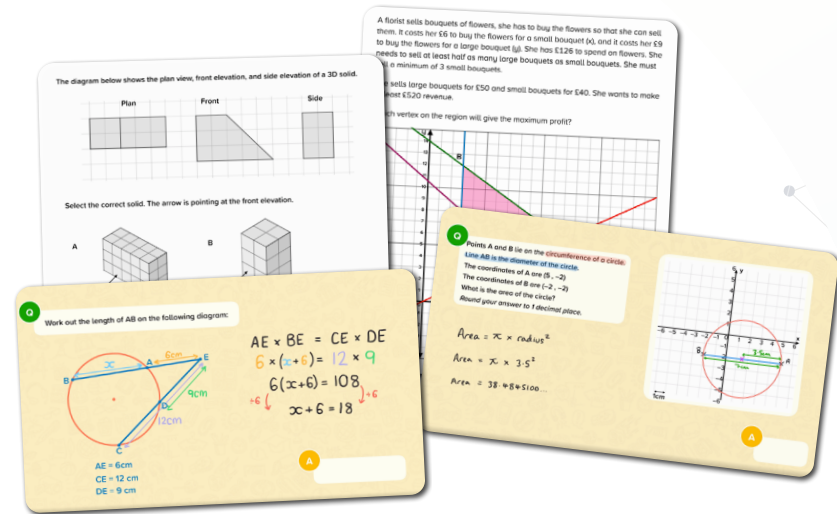 The diagram below shows the plan view, front elevation, and side elevation of a 3D solid.
Plan
Front
Side
Select the correct solid. The arrow is pointing at the front elevation.
A
B
A florist sells bouquets of flowers, she has to buy the flowers so that she can sell
them. It costs her £6 to buy the flowers for a small bouquet (x), and it costs her £9
to buy the flowers for a large bouquet (y). She has £126 to spend on flowers. She
needs to sell at least half as many large bouquets as small bouquets. She must
a minimum of 3 small bouquets.
sells large bouquets for £50 and small bouquets for £40. She wants to make
£520 revenue.
vertex on the region will give the maximum profit?
B
Q
Work out the length of AB on the following diagram:
x
6cm
A
E
B
9cm
D
12cm
C
AE = 6cm
CE = 12 cm
DE = 9 cm
AE × BE = CE × DE
6 × (x+6) = 12 × 9
6(x+6) = 108
÷6
÷6
x+6 = 18
A
Q
Points A and B lie on the circumference of a circle.
Line AB is the diameter of the circle.
The coordinates of A are (5, -2)
The coordinates of B are (-2, -2)
What is the area of the circle?
Round your answer to 1 decimal place.
Area = π × radius²
Area = π × 3·5²
Area = 38·4845100...
y
x
B
A
3·5cm
7cm
1cm
A